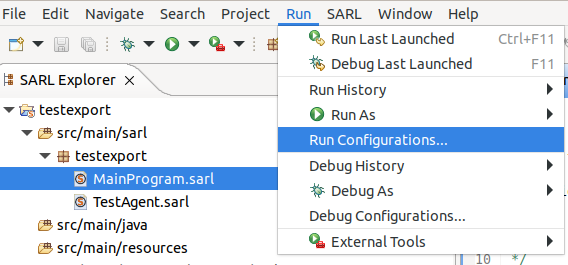 File Edit Navigate Search Project Run SARL Window Help
Run Last Launched Ctrl+F11
Debug Last Launched F11
Run History
Run As
Run Configurations...
Debug History
Debug As
Debug Configurations...
External Tools
SARL Explorer
testexport
src/main/sarl
testexport
MainProgram.sarl
TestAgent.sarl
src/main/java
src/main/resources
10 */